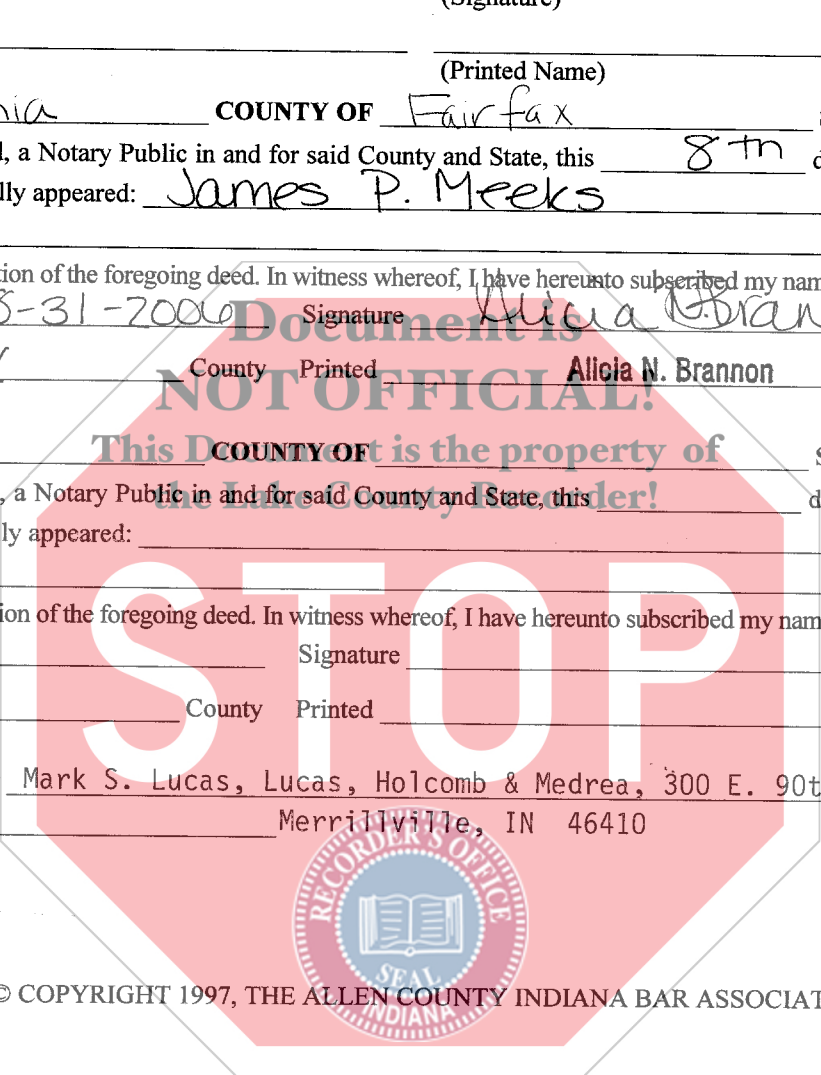 (Signature)
(Printed Name)
nia COUNTY OF Fairfax
, a Notary Public in and for said County and State, this 8th d
lly appeared: James P. Meeks
tion of the foregoing deed. In witness whereof, I have hereunto subscribed my nam
-31-2006 Signature Alicia N. Bran
County Printed Alicia N. Brannon
Document is
NOT OFFICIAL!
This Document is the property of
the Lake County Recorder!
COUNTY OF S
, a Notary Public in and for said County and State, this d
ly appeared:
ion of the foregoing deed. In witness whereof, I have hereunto subscribed my nam
Signature
County Printed
STOP
Mark S. Lucas, Lucas, Holcomb & Medrea, 300 E. 90t
Merrillville, IN 46410
RECORDER'S OFFICE
SEAL
INDIANA
© COPYRIGHT 1997, THE ALLEN COUNTY INDIANA BAR ASSOCIAT